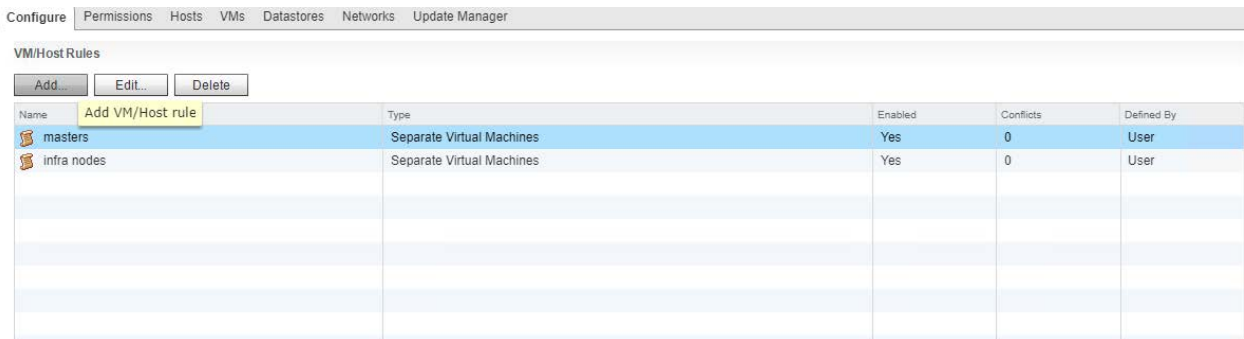 Configure Permissions Hosts VMs Datastores Networks Update Manager
VM/Host Rules
Add... Edit... Delete
Add VM/Host rule
Name Type Enabled Conflicts Defined By
masters Separate Virtual Machines Yes 0 User
infra nodes Separate Virtual Machines Yes 0 User